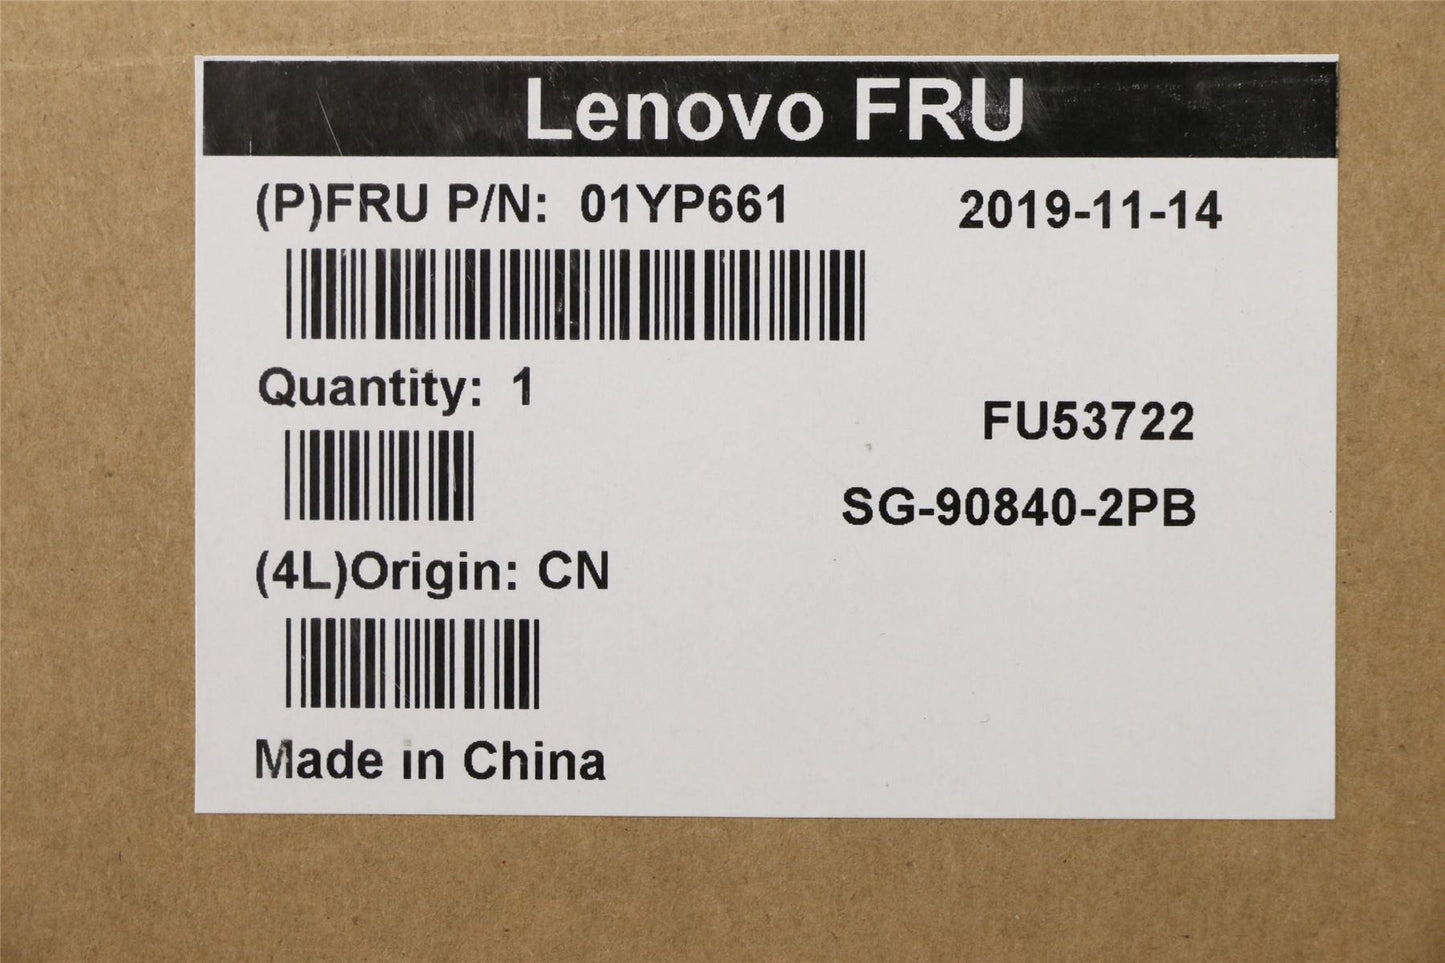 Lenovo FRU
(P)FRU P/N: 01YP661
2019-11-14
Quantity: 1
FU53722
SG-90840-2PB
(4L)Origin: CN
Made in China